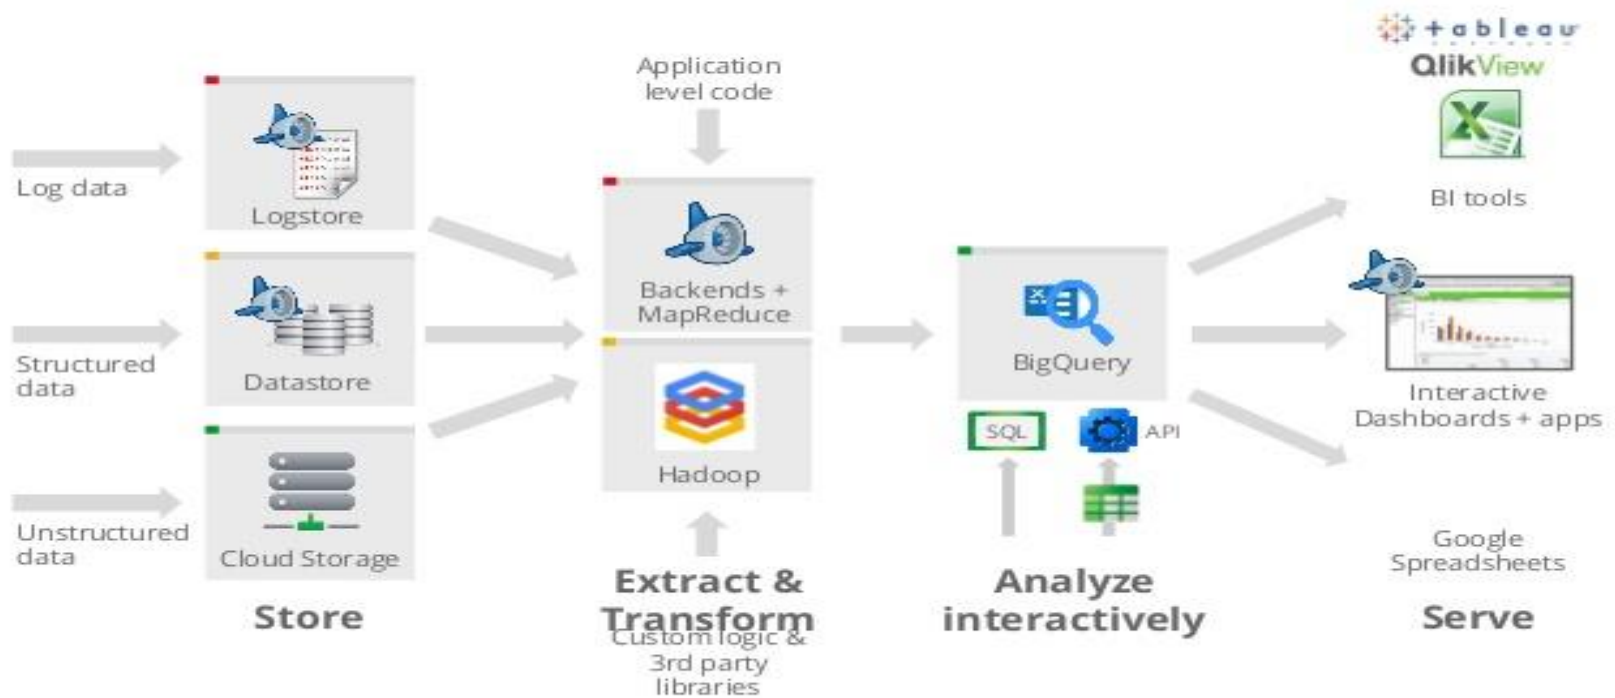 tableau
QlikView
Application
level code
Log data
Logstore
BI tools
Backends +
MapReduce
Structured
data
Datastore
BigQuery
Interactive
Dashboards + apps
SQL
API
Hadoop
Unstructured
data
Cloud Storage
Google
Spreadsheets
Store
Extract &
Transform
Custom logic &
3rd party
libraries
Analyze
interactively
Serve